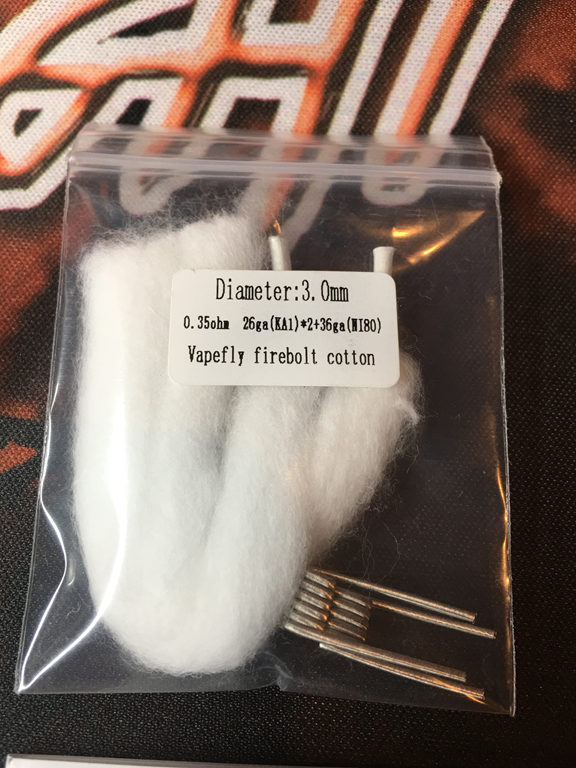 Diameter:3.0mm
0.35ohm 26ga(KA1)*2+36ga(NI80)
Vapefly firebolt cotton